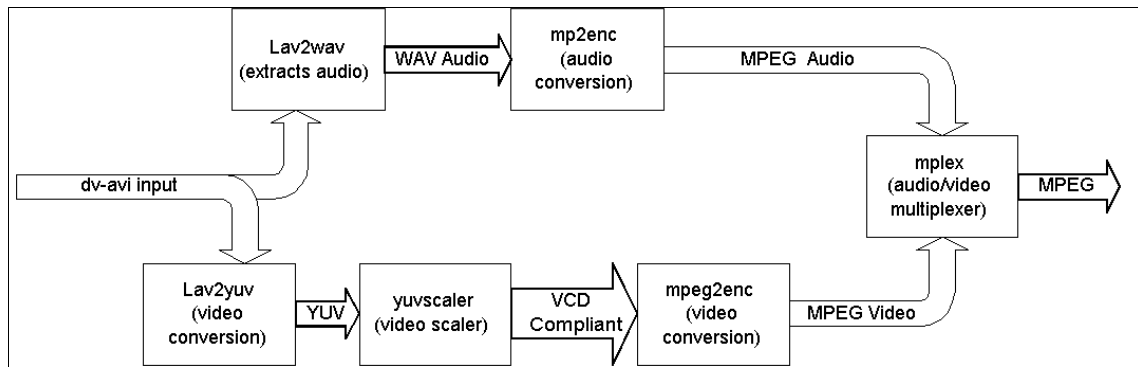 Lav2wav
(extracts audio)
WAV Audio
mp2enc
(audio
conversion)
MPEG Audio
dv-avi input
mplex
(audio/video
multiplexer)
MPEG
Lav2yuv
(video
conversion)
YUV
yuvscaler
(video scaler)
VCD
Compliant
mpeg2enc
(video
conversion)
MPEG Video